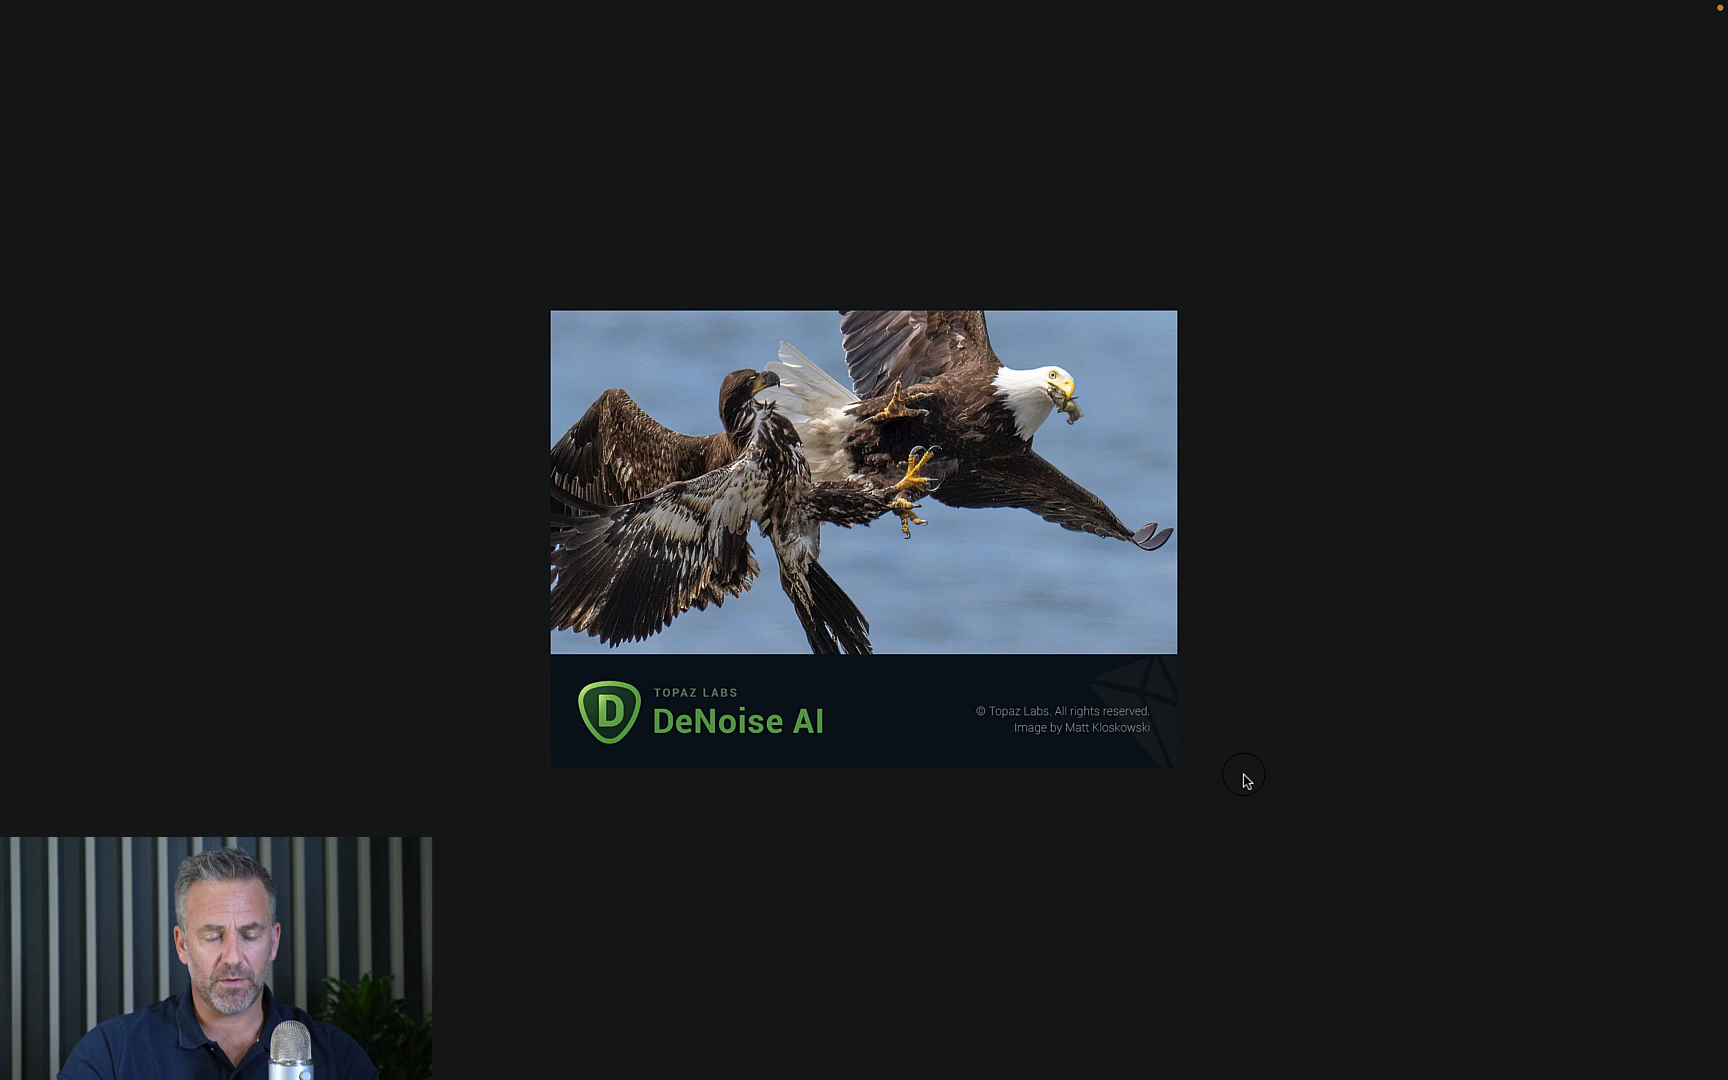 D
TOPAZ LABS
DeNoise AI
© Topaz Labs. All rights reserved.
Image by Matt Kloskowski